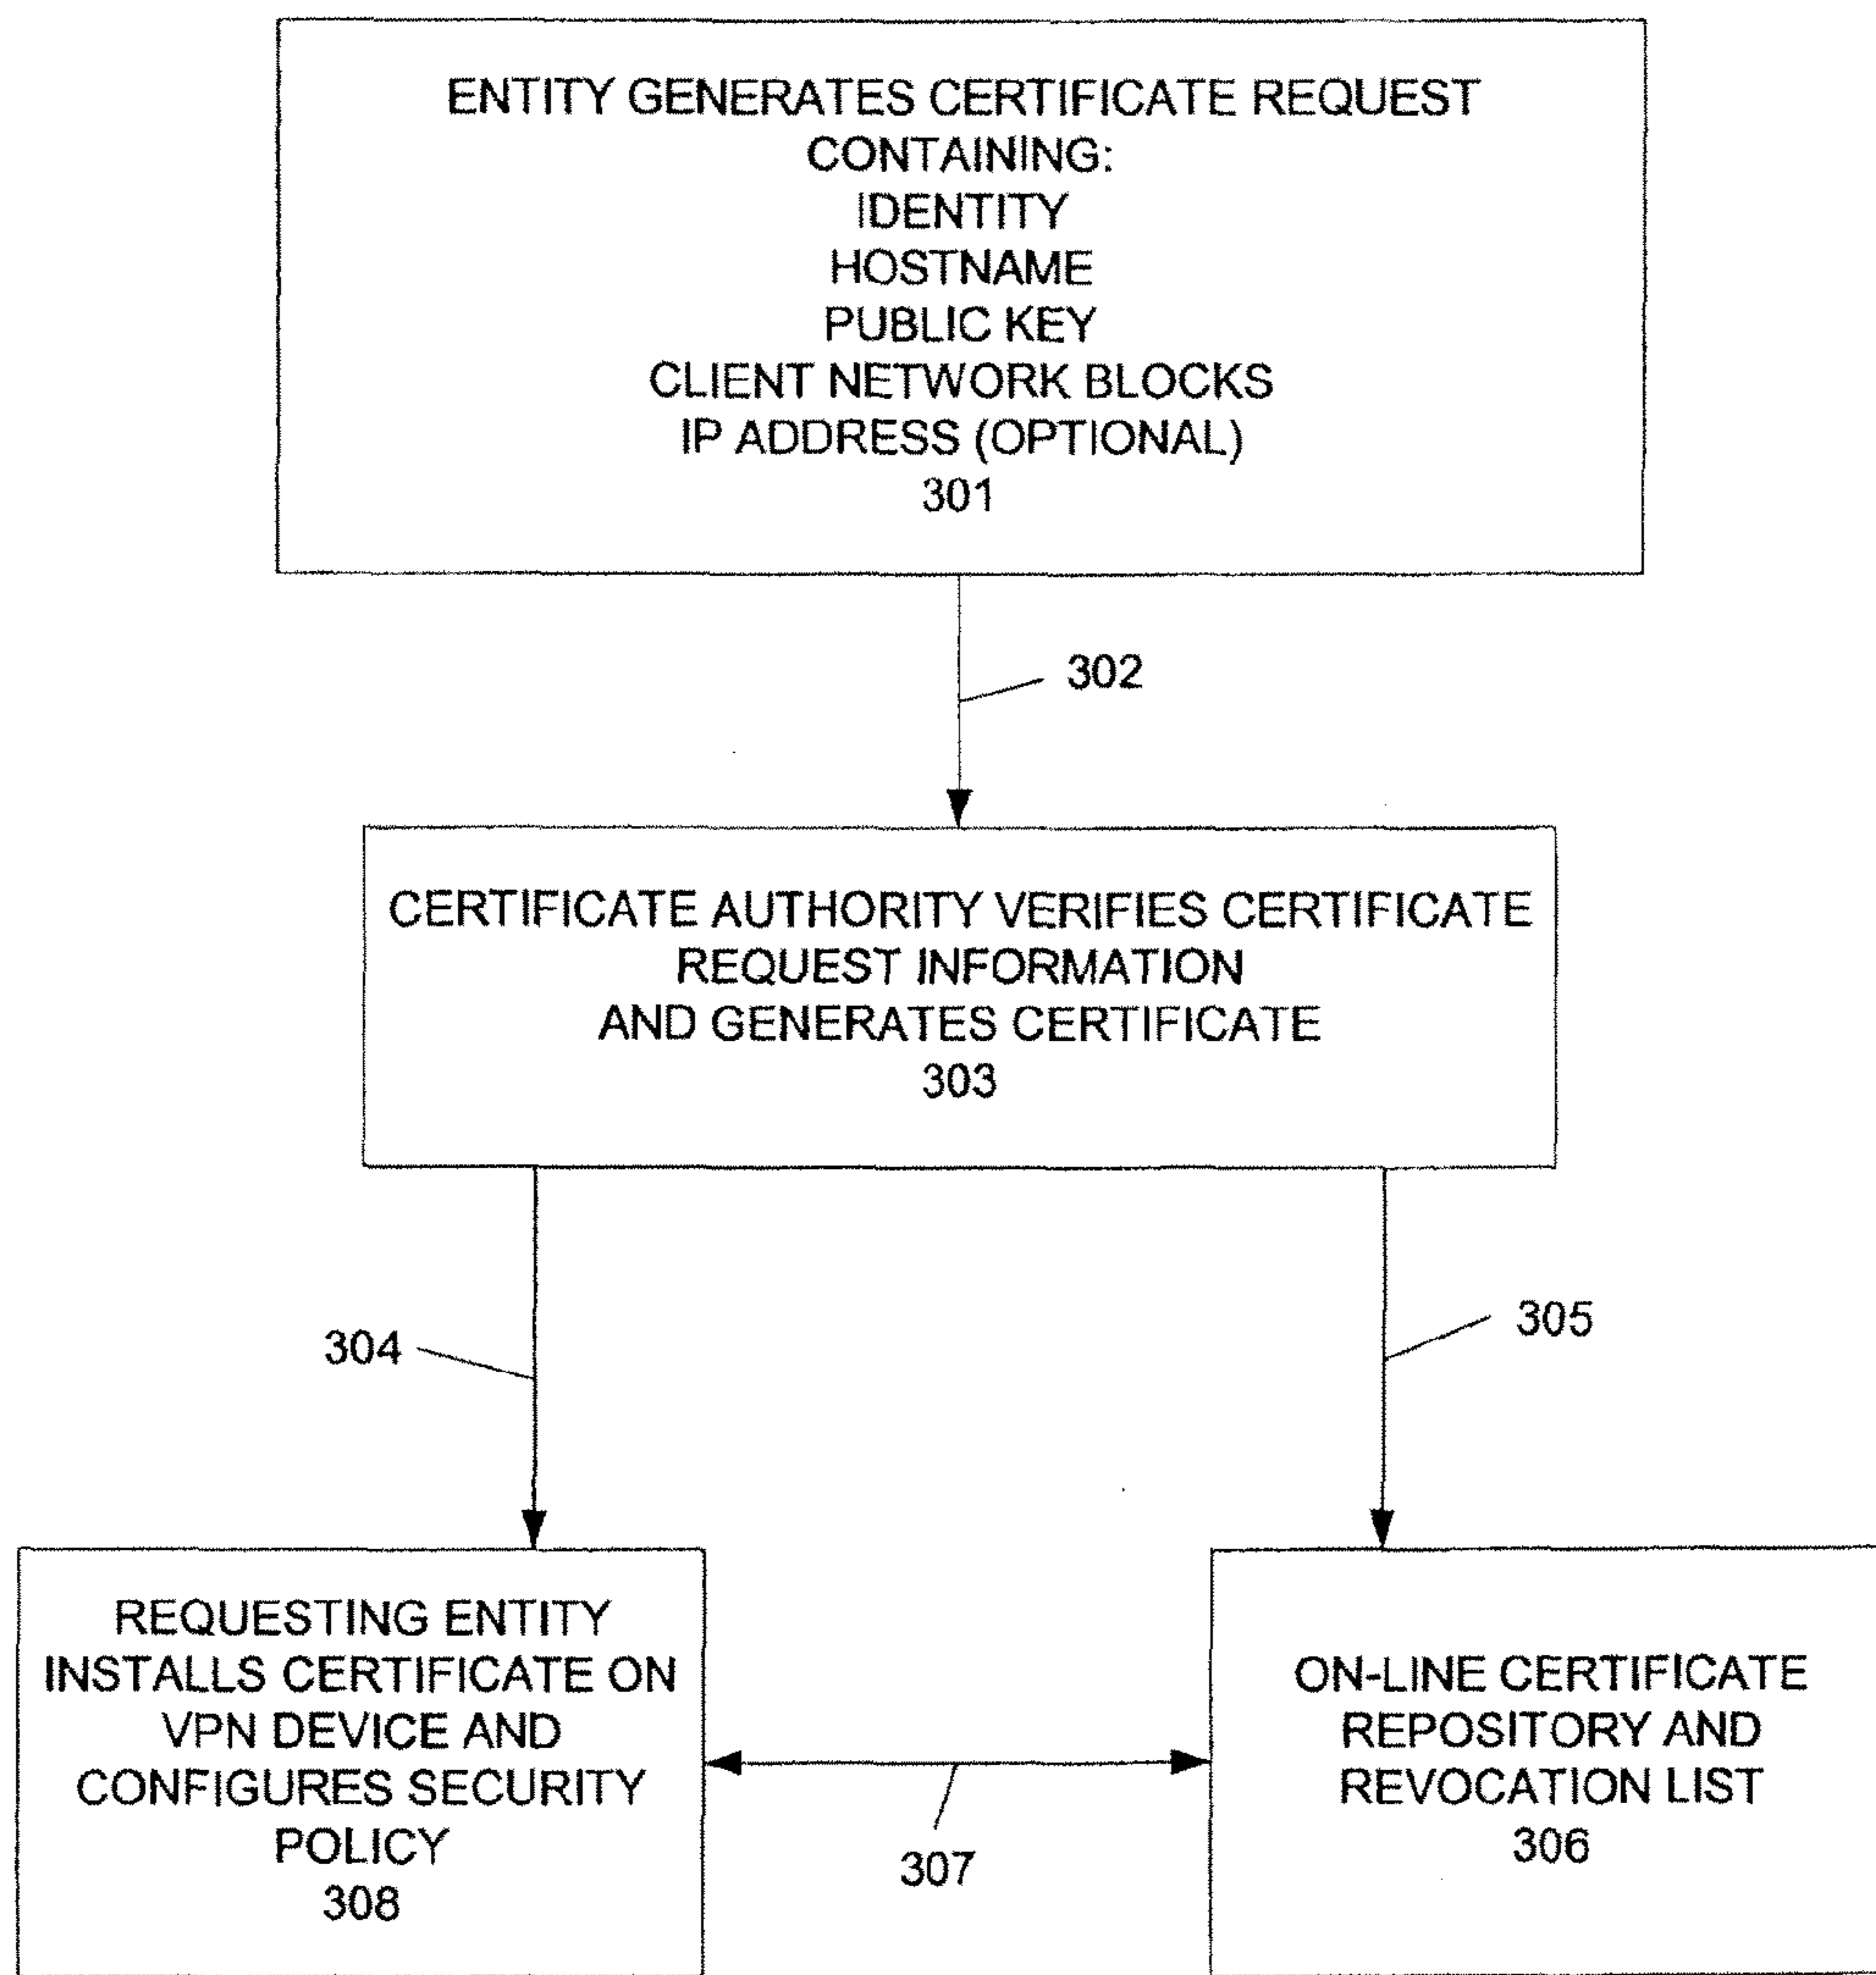 ENTITY GENERATES CERTIFICATE REQUEST
CONTAINING:
IDENTITY
HOSTNAME
PUBLIC KEY
CLIENT NETWORK BLOCKS
IP ADDRESS (OPTIONAL)
301
302
CERTIFICATE AUTHORITY VERIFIES CERTIFICATE
REQUEST INFORMATION
AND GENERATES CERTIFICATE
303
304
305
REQUESTING ENTITY
INSTALLS CERTIFICATE ON
VPN DEVICE AND
CONFIGURES SECURITY
POLICY
308
307
ON-LINE CERTIFICATE
REPOSITORY AND
REVOCATION LIST
306